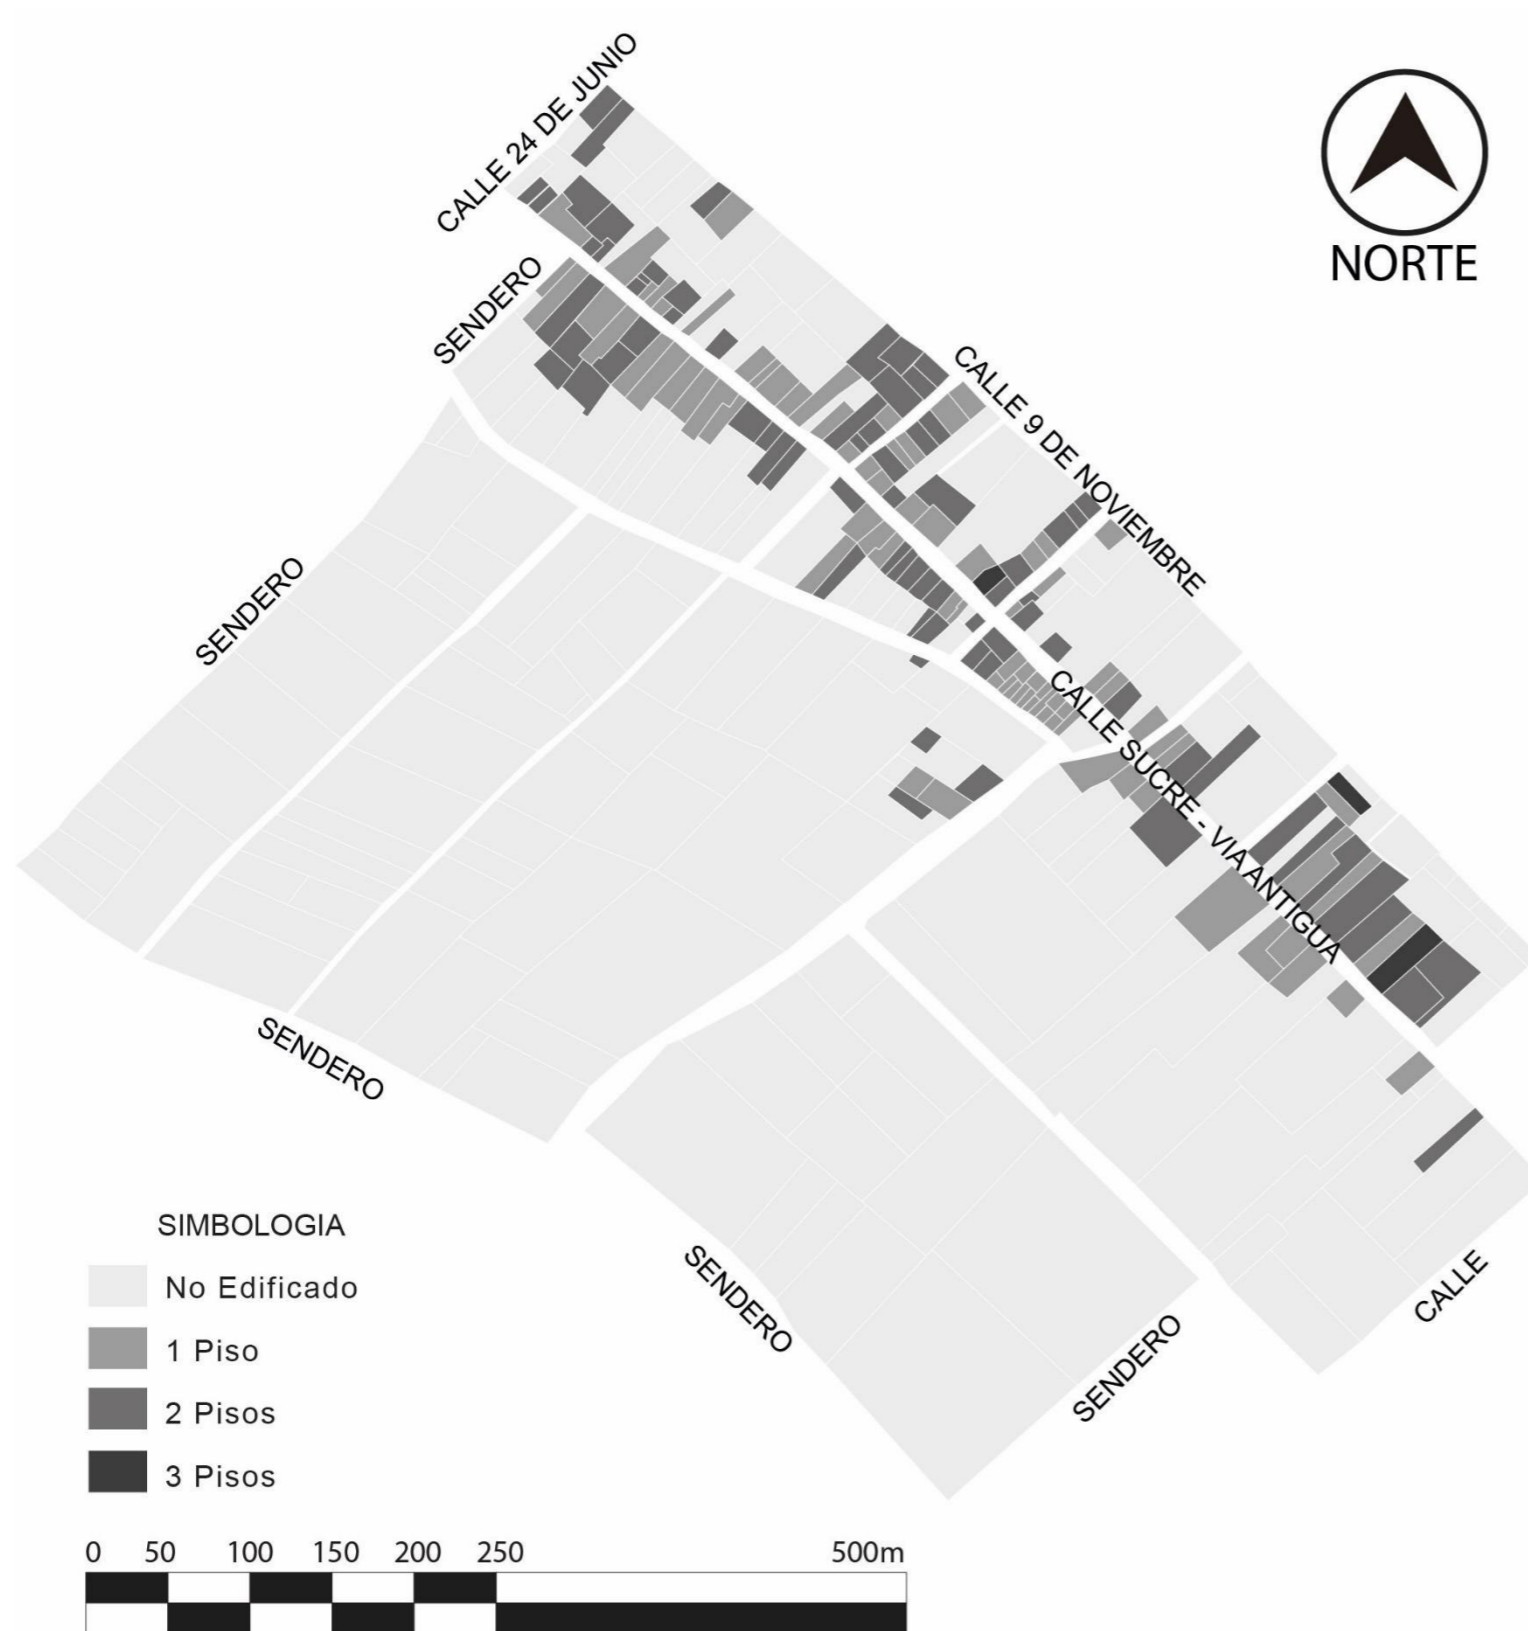 CALLE 24 DE JUNIO
NORTE
SENDERO
CALLE 9 DE NOVIEMBRE
SENDERO
CALLE SUCRE - VIA ANTIGUA
SENDERO
SENDERO
SENDERO
CALLE
SIMBOLOGIA
No Edificado
1 Piso
2 Pisos
3 Pisos
0 50 100 150 200 250 500m